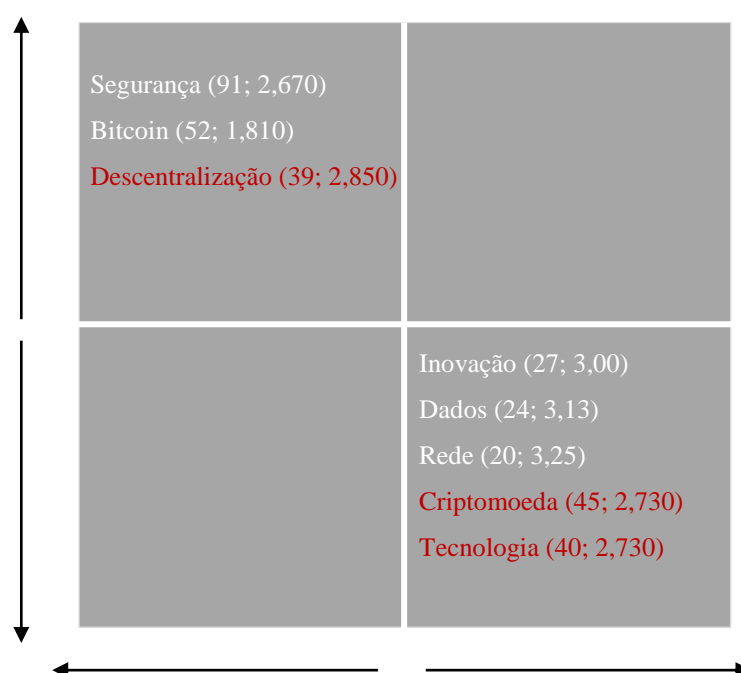 Segurança (91; 2,670)
Bitcoin (52; 1,810)
Descentralização (39; 2,850)
Inovação (27; 3,00)
Dados (24; 3,13)
Rede (20; 3,25)
Criptomoeda (45; 2,730)
Tecnologia (40; 2,730)